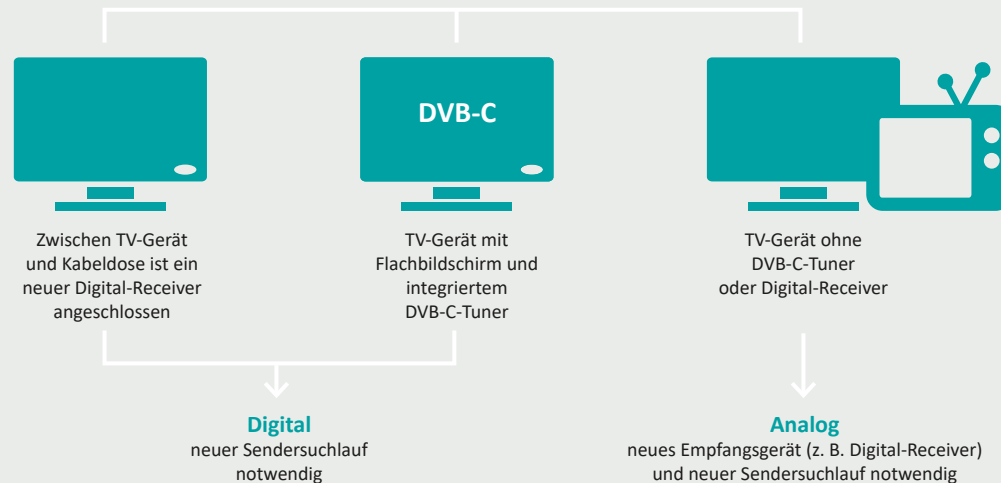 DVB-C
Zwischen TV-Gerät
und Kabeldose ist ein
neuer Digital-Receiver
angeschlossen
TV-Gerät mit
Flachbildschirm und
integriertem
DVB-C-Tuner
TV-Gerät ohne
DVB-C-Tuner
oder Digital-Receiver
Digital
neuer Sendersuchlauf
notwendig
Analog
neues Empfangsgerät (z. B. Digital-Receiver)
und neuer Sendersuchlauf notwendig